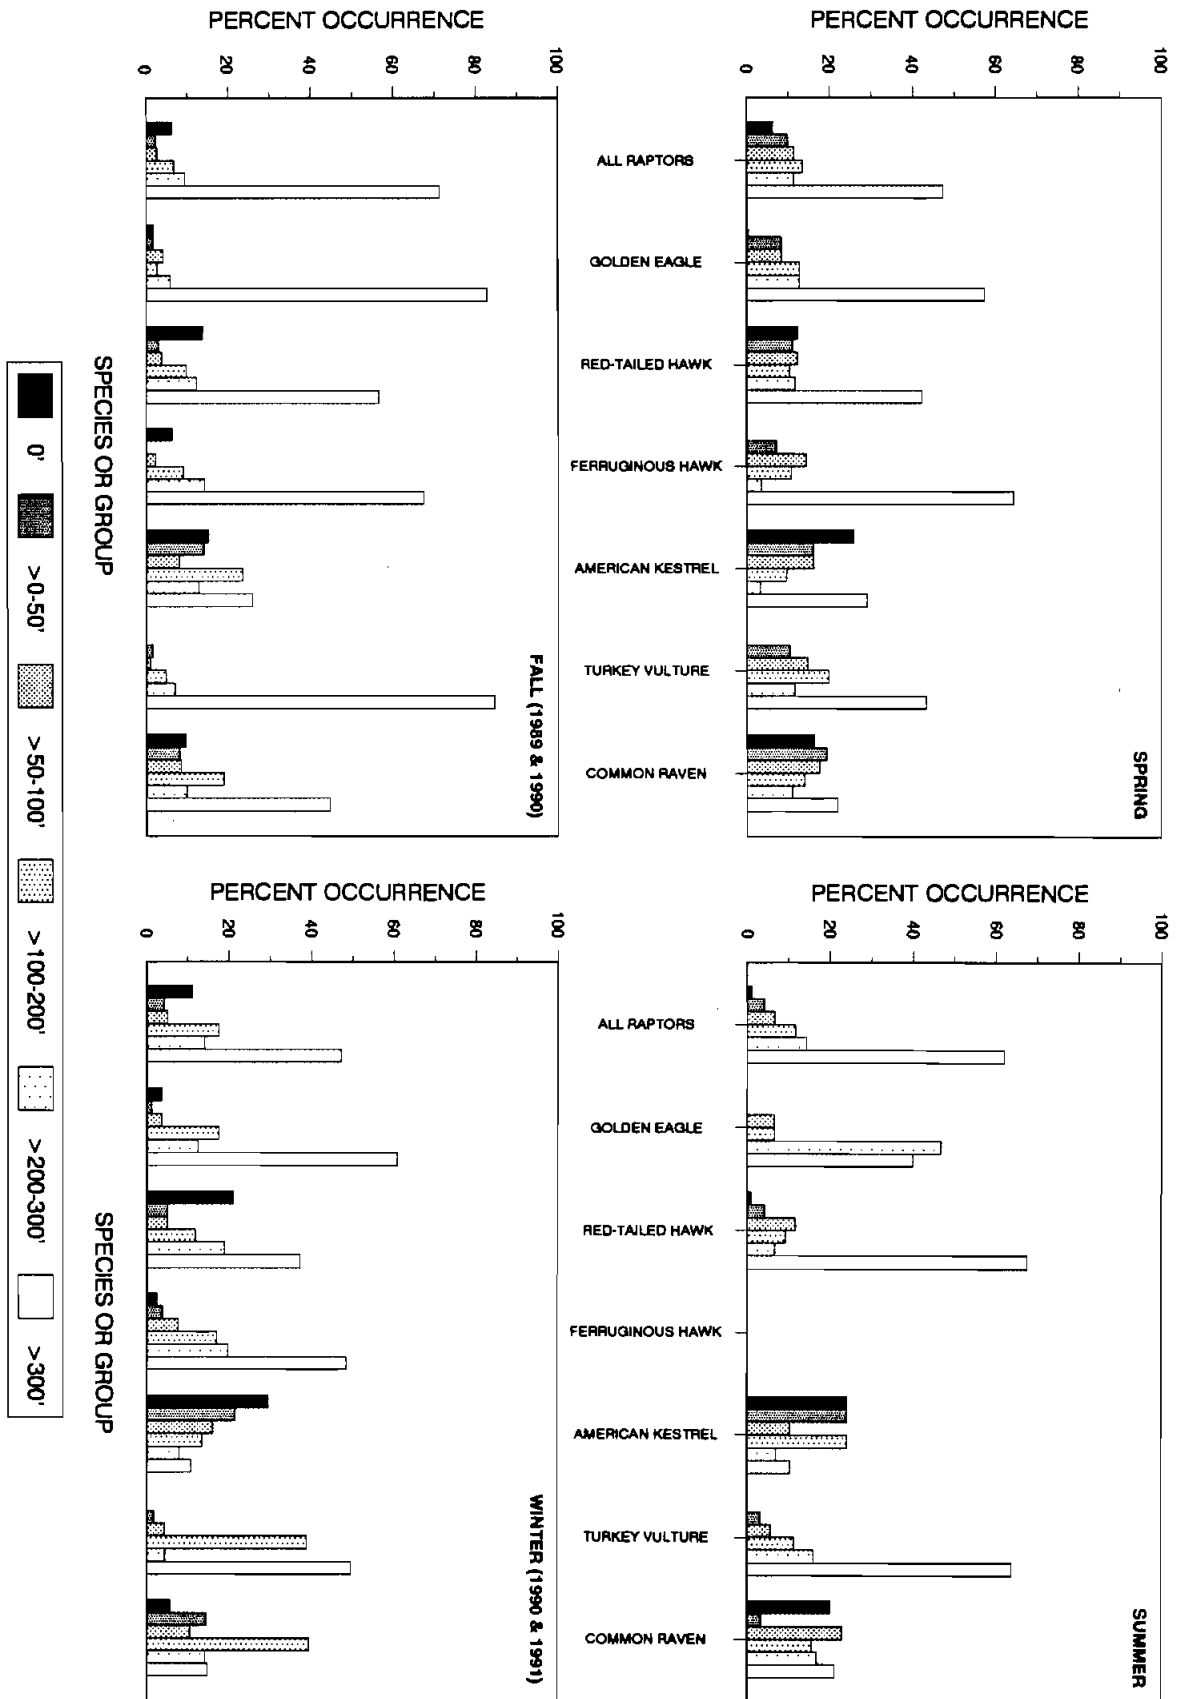 PERCENT OCCURRENCE
100
80
60
40
20
0
SPRING
PERCENT OCCURRENCE
100
80
60
40
20
0
SUMMER
ALL RAPTORS
GOLDEN EAGLE
RED-TAILED HAWK
FERRUGINOUS HAWK
AMERICAN KESTREL
TURKEY VULTURE
COMMON RAVEN
ALL RAPTORS
GOLDEN EAGLE
RED-TAILED HAWK
FERRUGINOUS HAWK
AMERICAN KESTREL
TURKEY VULTURE
COMMON RAVEN
PERCENT OCCURRENCE
100
80
60
40
20
0
FALL (1989 & 1990)
PERCENT OCCURRENCE
100
80
60
40
20
0
WINTER (1990 & 1991)
SPECIES OR GROUP
SPECIES OR GROUP
0' >0-50' >50-100' >100-200' >200-300' >300'